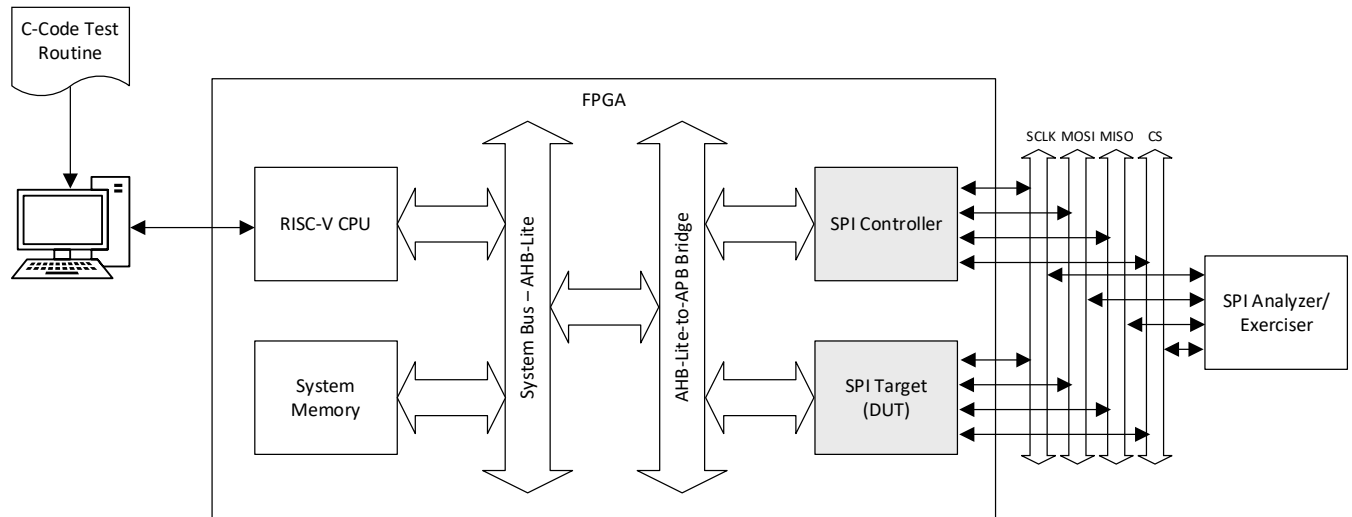 C-Code Test
Routine
FPGA
SCLK MOSI MISO CS
RISC-V CPU
System Bus – AHB-Lite
AHB-Lite-to-APB Bridge
SPI Controller
SPI Analyzer/
Exerciser
System
Memory
SPI Target
(DUT)